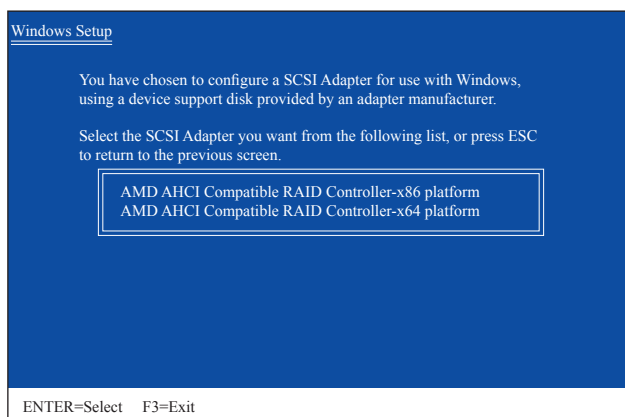 Windows Setup
You have chosen to configure a SCSI Adapter for use with Windows,
using a device support disk provided by an adapter manufacturer.
Select the SCSI Adapter you want from the following list, or press ESC
to return to the previous screen.
AMD AHCI Compatible RAID Controller-x86 platform
AMD AHCI Compatible RAID Controller-x64 platform
ENTER=Select F3=Exit